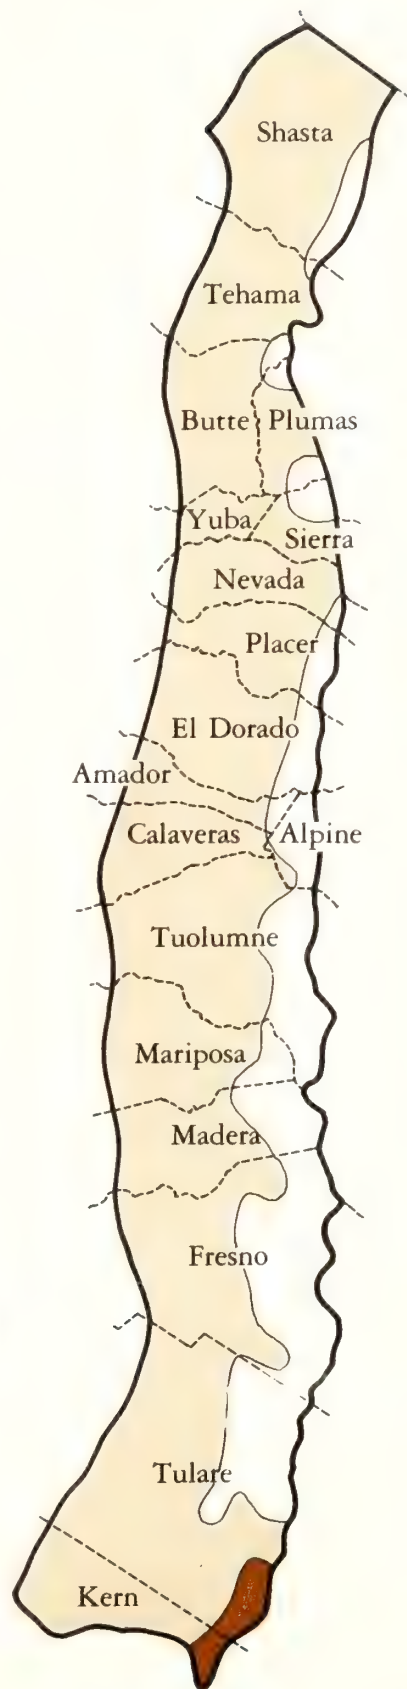 Shasta
Tehama
Butte Plumas
Yuba
Sierra
Nevada
Placer
El Dorado
Amador
Calaveras Alpine
Tuolumne
Mariposa
Madera
Fresno
Tulare
Kern